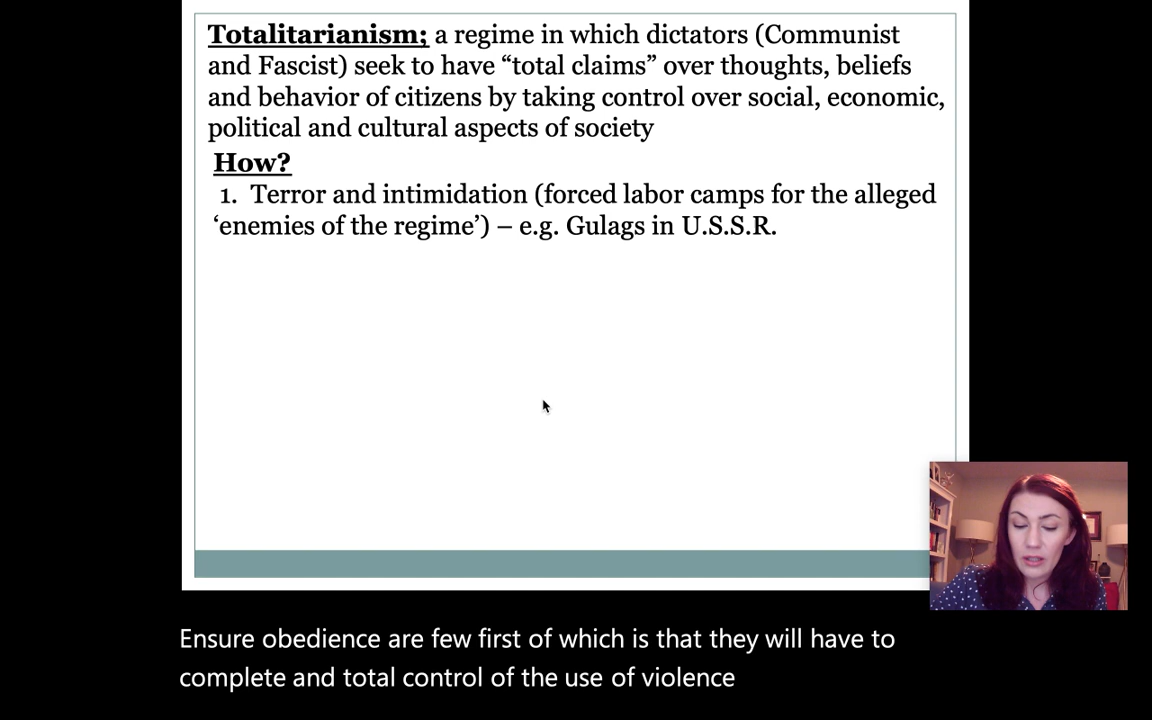 Totalitarianism; a regime in which dictators (Communist
and Fascist) seek to have “total claims” over thoughts, beliefs
and behavior of citizens by taking control over social, economic,
political and cultural aspects of society
How?
1. Terror and intimidation (forced labor camps for the alleged
‘enemies of the regime’) – e.g. Gulags in U.S.S.R.
Ensure obedience are few first of which is that they will have to
complete and total control of the use of violence